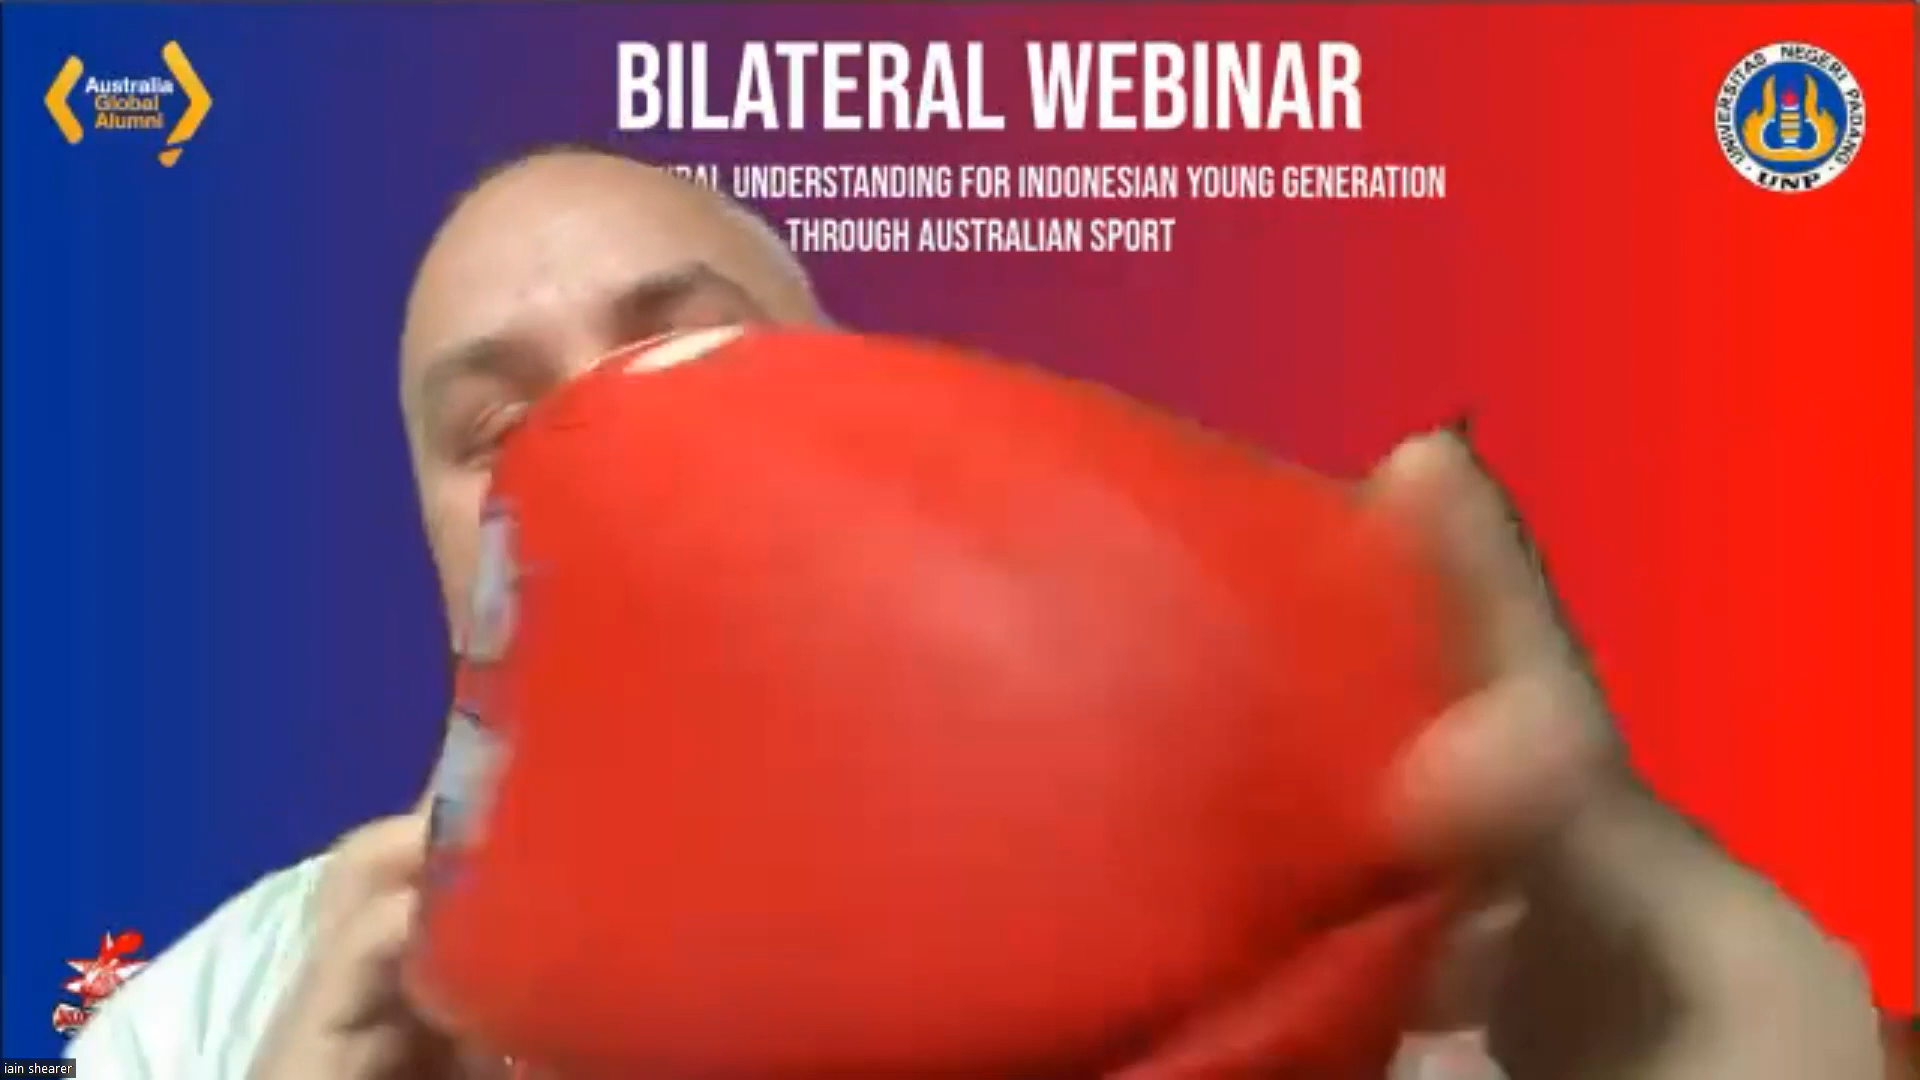 BILATERAL WEBINAR
UNDERSTANDING FOR INDONESIAN YOUNG GENERATION
THROUGH AUSTRALIAN SPORT
Australia
Global
Alumni
UNIVERSITAS NEGERI PADANG
UNP
iain shearer